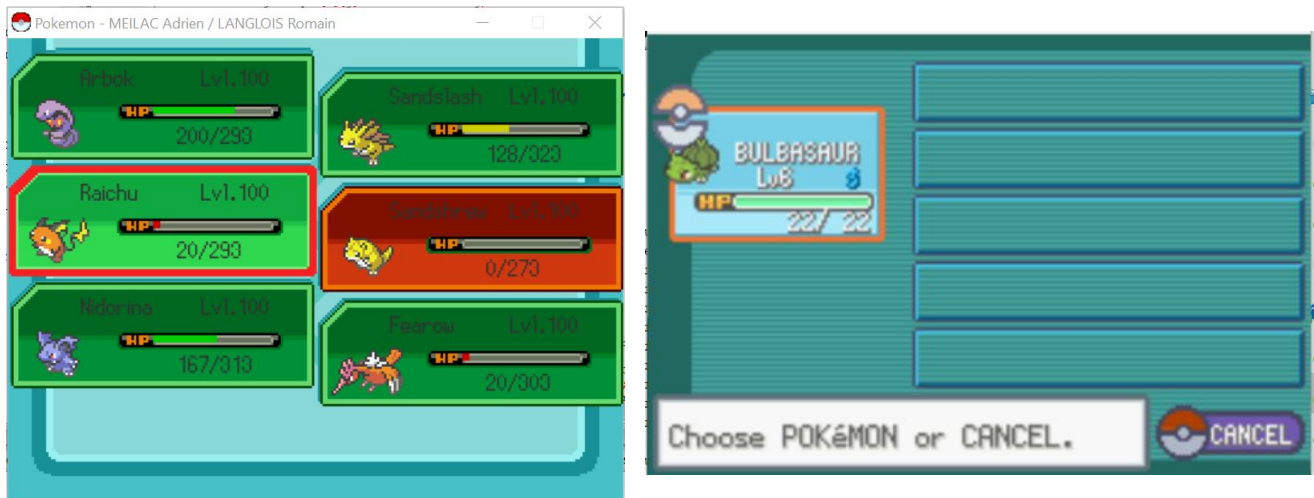 Pokemon - MEILAC Adrien / LANGLOIS Romain
Arbok Lvl.100
HP
200/293
Sandslash Lvl.100
HP
128/323
Raichu Lvl.100
HP
20/293
Sandshrew Lvl.100
HP
0/273
Nidorina Lvl.100
HP
167/313
Fearow Lvl.100
HP
20/303
BULBASAUR
Lv6 ♂
HP
22/ 22
Choose POKéMON or CANCEL.
CANCEL